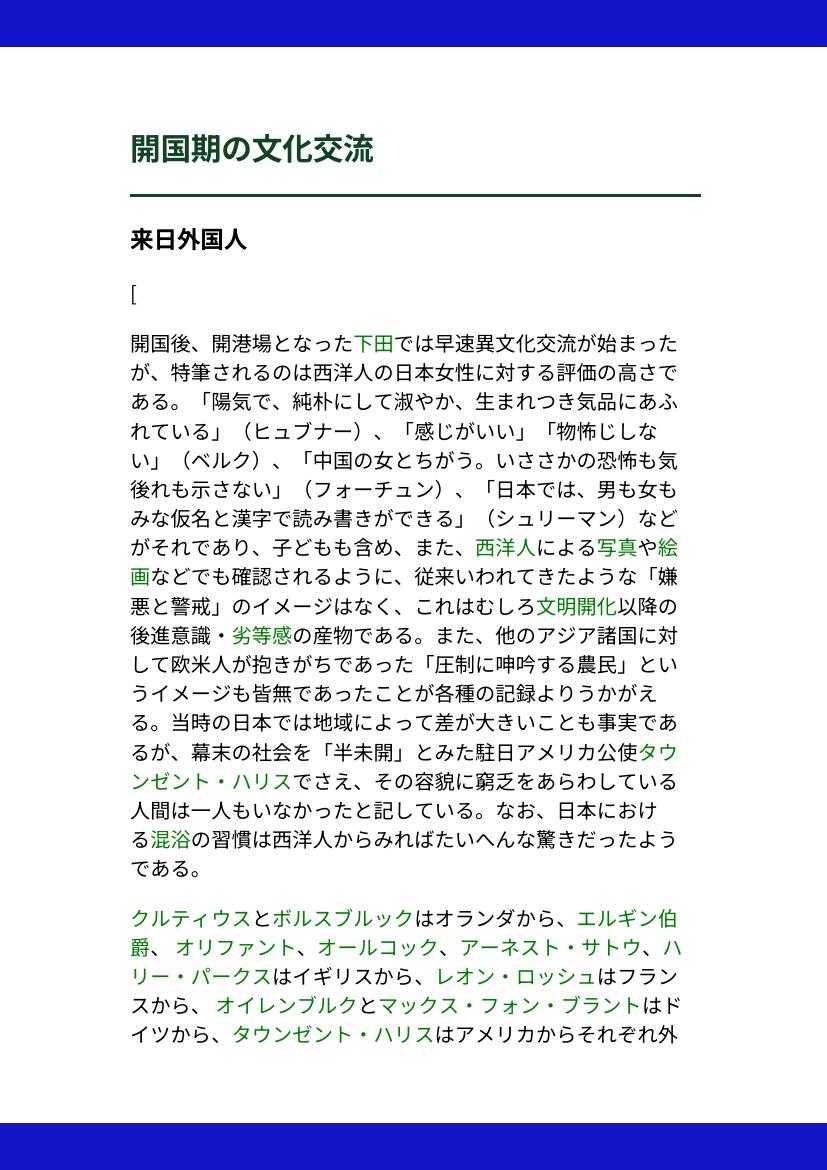 開国期の文化交流
来日外国人
[
開国後、開港場となった下田では早速異文化交流が始まった
が、特筆されるのは西洋人の日本女性に対する評価の高さで
ある。「陽気で、純朴にして淑やか、生まれつき気品にあふ
れている」（ヒュブナー）、「感じがいい」「物怖じしな
い」（ベルク）、「中国の女とちがう。いささかの恐怖も気
後れも示さない」（フォーチュン）、「日本では、男も女も
みな仮名と漢字で読み書きができる」（シュリーマン）など
がそれであり、子どもも含め、また、西洋人による写真や絵
画などでも確認されるように、従来いわれてきたような「嫌
悪と警戒」のイメージはなく、これはむしろ文明開化以降の
後進意識・劣等感の産物である。また、他のアジア諸国に対
して欧米人が抱きがちであった「圧制に呻吟する農民」とい
うイメージも皆無であったことが各種の記録よりうかがえ
る。当時の日本では地域によって差が大きいことも事実であ
るが、幕末の社会を「半未開」とみた駐日アメリカ公使タウ
ンゼント・ハリスでさえ、その容貌に窮乏をあらわしている
人間は一人もいなかったと記している。なお、日本におけ
る混浴の習慣は西洋人からみればたいへんな驚きだったよう
である。
クルティウスとボルスブルックはオランダから、エルギン伯
爵、 オリファント、オールコック、アーネスト・サトウ、ハ
リー・パークスはイギリスから、レオン・ロッシュはフラン
スから、 オイレンブルクとマックス・フォン・ブラントはド
イツから、タウンゼント・ハリスはアメリカからそれぞれ外